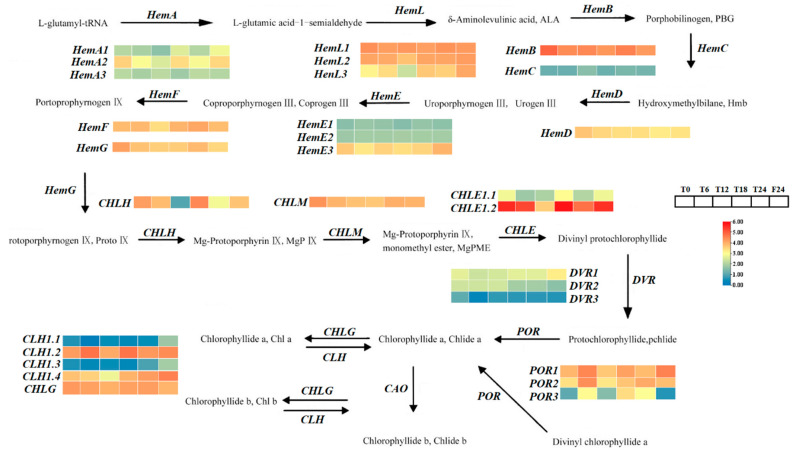 HemA HemL HemB
L-glutamyl-tRNA L-glutamic acid-1-semialdehyde δ-Aminolevulinic acid, ALA Porphobilinogen, PBG
HemA1 HemL1 HemB HemC
HemA2 HemL2
HemA3 HenL3 HemC
HemF HemE HemD
Portoprophyrnogen Ⅸ Coproporphyrnogen III, Coprogen III Uroporphyrnogen III, Urogen III Hydroxymethylbilane, Hmb
HemF HemE1 HemD
HemE2
HemG HemE3
HemG CHLH CHLM CHLE1.1 T0 T6 T12 T18 T24 F24
CHLE1.2
6.00
5.00
4.00
3.00
2.00
1.00
0.00
CHLH CHLM CHLE
rotoporphyrnogen Ⅸ, Proto Ⅸ Mg-Protoporphyrin Ⅸ, MgP Ⅸ Mg-Protoporphyrin Ⅸ, Divinyl protochlorophyllide
monomethyl ester, MgPME
DVR1
DVR2 DVR
DVR3
CLH1.1 CHLG POR
CLH1.2 Chlorophyllide a, Chl a Chlorophyllide a, Chlide a Protochlorophyllide,pchlide
CLH1.3 CLH
CLH1.4 POR1
CHLG POR2
CHLG CAO POR POR3
Chlorophyllide b, Chl b
CLH
Chlorophyllide b, Chlide b Divinyl chlorophyllide a